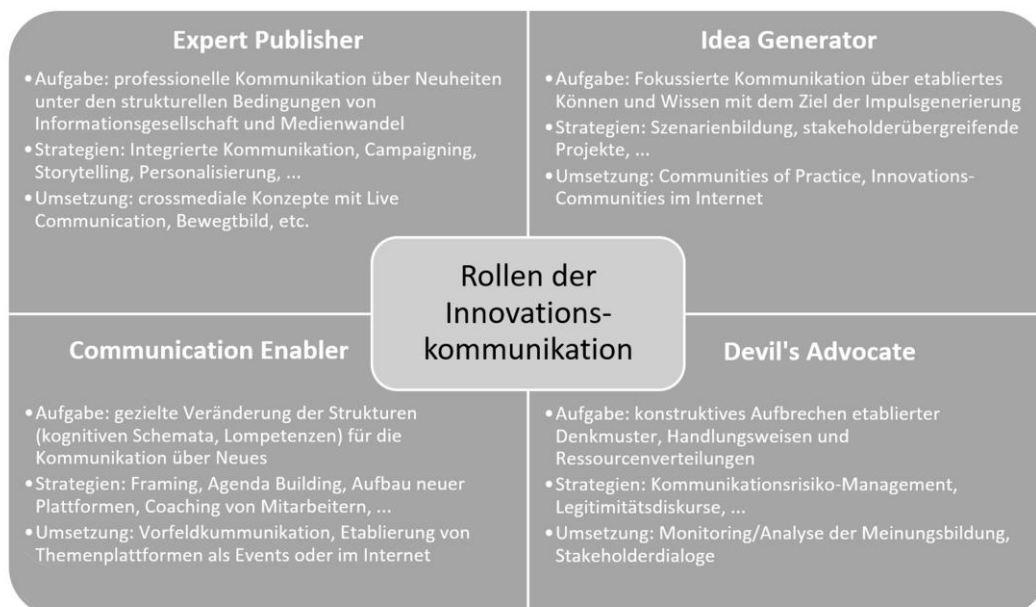 Expert Publisher
•Aufgabe: professionelle Kommunikation über Neuheiten
unter den strukturellen Bedingungen von
Informationsgesellschaft und Medienwandel
•Strategien: Integrierte Kommunikation, Campaigning,
Storytelling, Personalisierung, ...
•Umsetzung: crossmediale Konzepte mit Live
Communication, Bewegtbild, etc.
Idea Generator
•Aufgabe: Fokussierte Kommunikation über etabliertes
Können und Wissen mit dem Ziel der Impulsgenerierung
•Strategien: Szenarienbildung, stakeholderübergreifende
Projekte, ...
•Umsetzung: Communities of Practice, Innovations-
Communities im Internet
Rollen der
Innovations-
kommunikation
Communication Enabler
•Aufgabe: gezielte Veränderung der Strukturen
(kognitiven Schemata, Lompetenzen) für die
Kommunikation über Neues
•Strategien: Framing, Agenda Building, Aufbau neuer
Plattformen, Coaching von Mitarbeitern, ...
•Umsetzung: Vorfeldkummunikation, Etablierung von
Themenplattformen als Events oder im Internet
Devil's Advocate
•Aufgabe: konstruktives Aufbrechen etablierter
Denkmuster, Handlungsweisen und
Ressourcenverteilungen
•Strategien: Kommunikationsrisiko-Management,
Legitimitätsdiskurse, ...
•Umsetzung: Monitoring/Analyse der Meinungsbildung,
Stakeholderdialoge